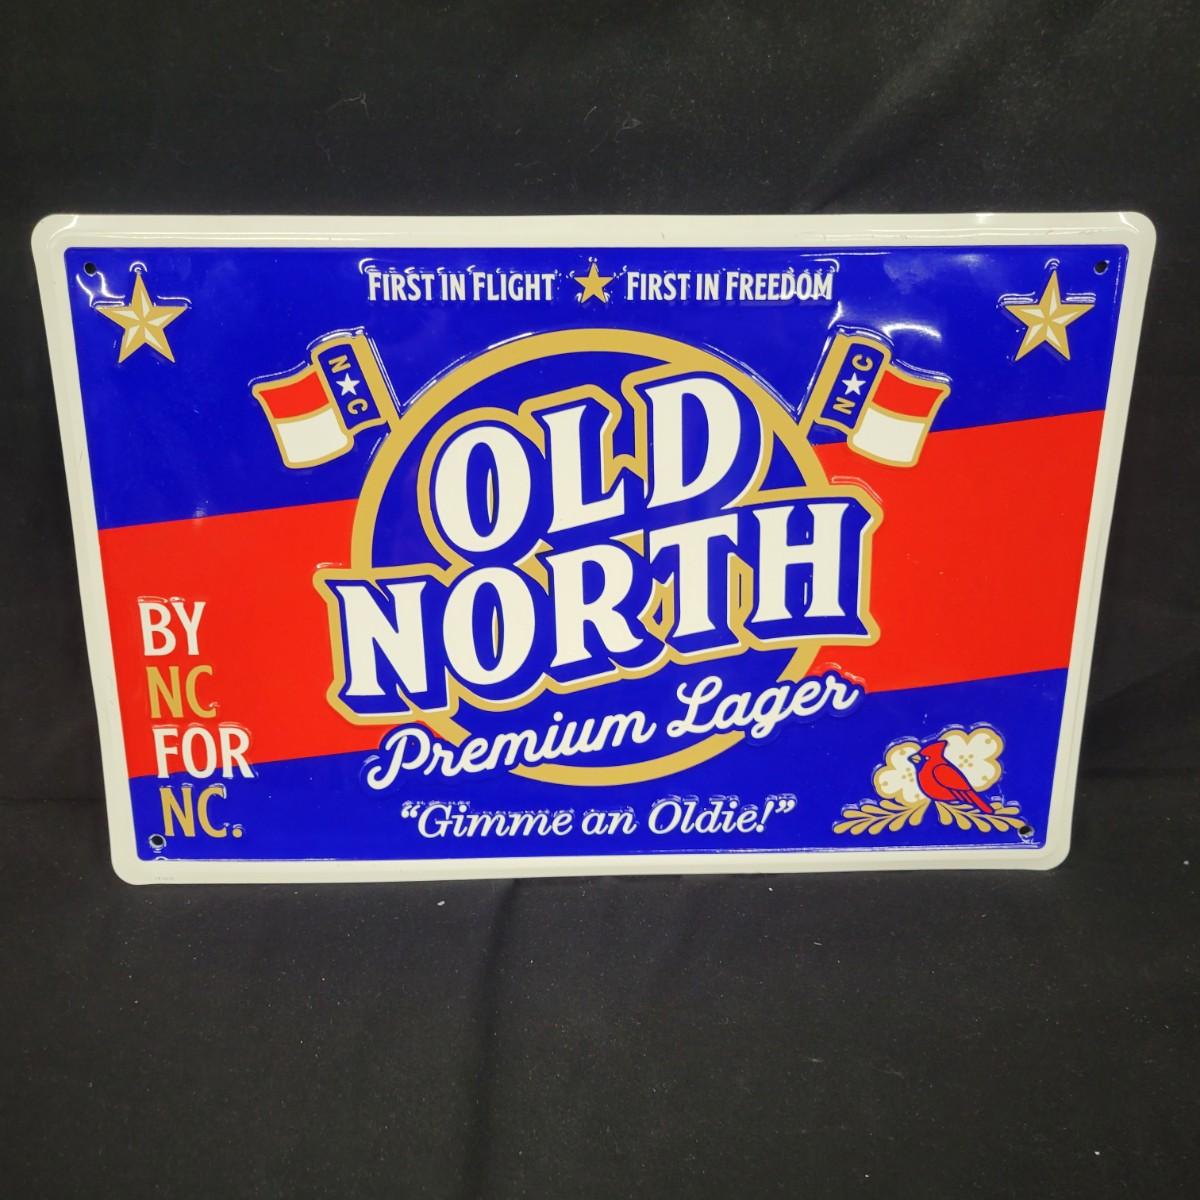 FIRST IN FLIGHT ★ FIRST IN FREEDOM
N★C
N★C
OLD
NORTH
Premium Lager
"Gimme an Oldie!"
BY
NC
FOR
NC.